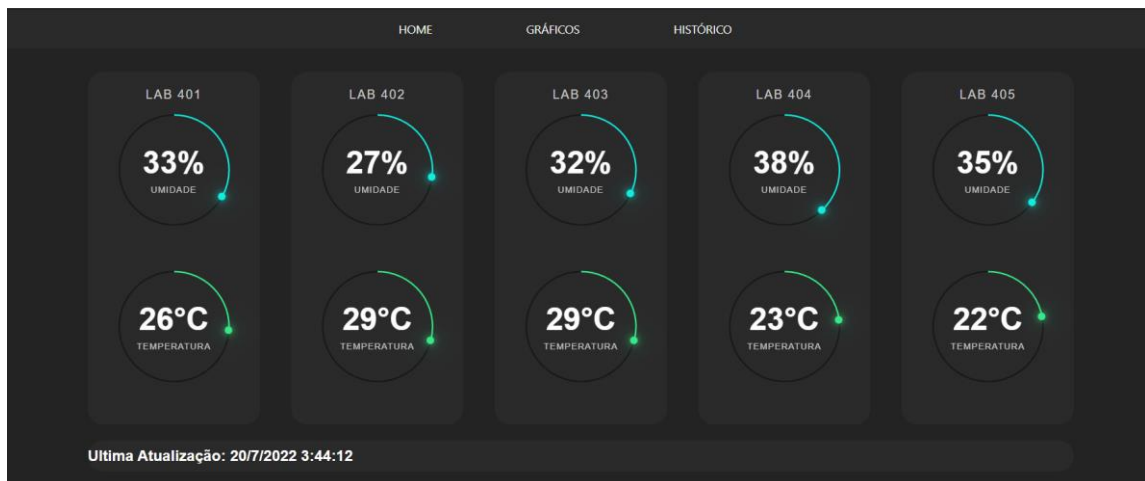 HOME GRÁFICOS HISTÓRICO
LAB 401 LAB 402 LAB 403 LAB 404 LAB 405
33% 27% 32% 38% 35%
UMIDADE UMIDADE UMIDADE UMIDADE UMIDADE
26°C 29°C 29°C 23°C 22°C
TEMPERATURA TEMPERATURA TEMPERATURA TEMPERATURA TEMPERATURA
Ultima Atualização: 20/7/2022 3:44:12